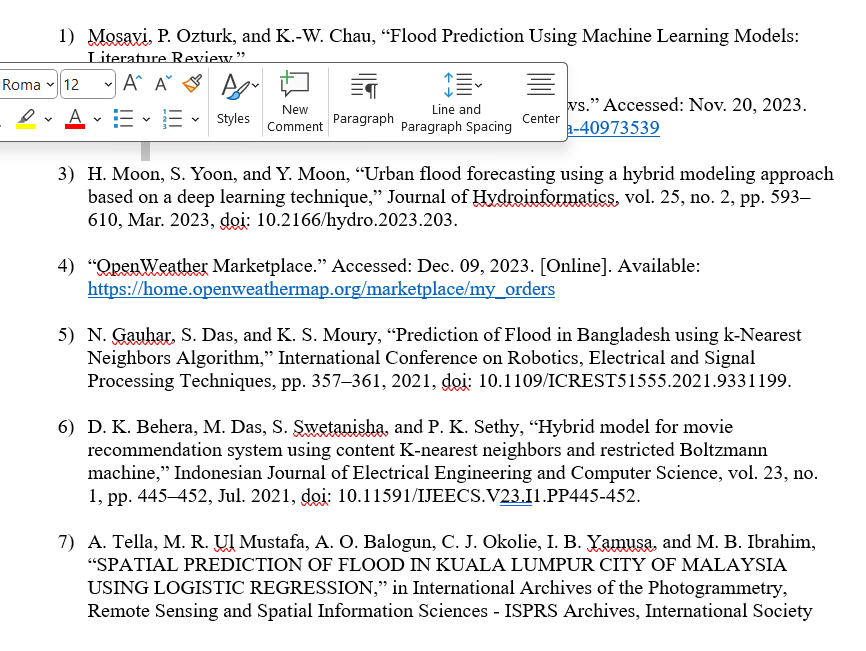 1) Mosavi, P. Ozturk, and K.-W. Chau, “Flood Prediction Using Machine Learning Models:
Literature Review,”
Roma 12 A A
A Styles New Comment Paragraph Line and Paragraph Spacing Center
vs.” Accessed: Nov. 20, 2023.
a-40973539
3) H. Moon, S. Yoon, and Y. Moon, “Urban flood forecasting using a hybrid modeling approach
based on a deep learning technique,” Journal of Hydroinformatics, vol. 25, no. 2, pp. 593–
610, Mar. 2023, doi: 10.2166/hydro.2023.203.
4) “OpenWeather Marketplace.” Accessed: Dec. 09, 2023. [Online]. Available:
https://home.openweathermap.org/marketplace/my_orders
5) N. Gauhar, S. Das, and K. S. Moury, “Prediction of Flood in Bangladesh using k-Nearest
Neighbors Algorithm,” International Conference on Robotics, Electrical and Signal
Processing Techniques, pp. 357–361, 2021, doi: 10.1109/ICREST51555.2021.9331199.
6) D. K. Behera, M. Das, S. Swetanisha, and P. K. Sethy, “Hybrid model for movie
recommendation system using content K-nearest neighbors and restricted Boltzmann
machine,” Indonesian Journal of Electrical Engineering and Computer Science, vol. 23, no.
1, pp. 445–452, Jul. 2021, doi: 10.11591/IJEECS.V23.I1.PP445-452.
7) A. Tella, M. R. Ul Mustafa, A. O. Balogun, C. J. Okolie, I. B. Yamusa, and M. B. Ibrahim,
“SPATIAL PREDICTION OF FLOOD IN KUALA LUMPUR CITY OF MALAYSIA
USING LOGISTIC REGRESSION,” in International Archives of the Photogrammetry,
Remote Sensing and Spatial Information Sciences - ISPRS Archives, International Society